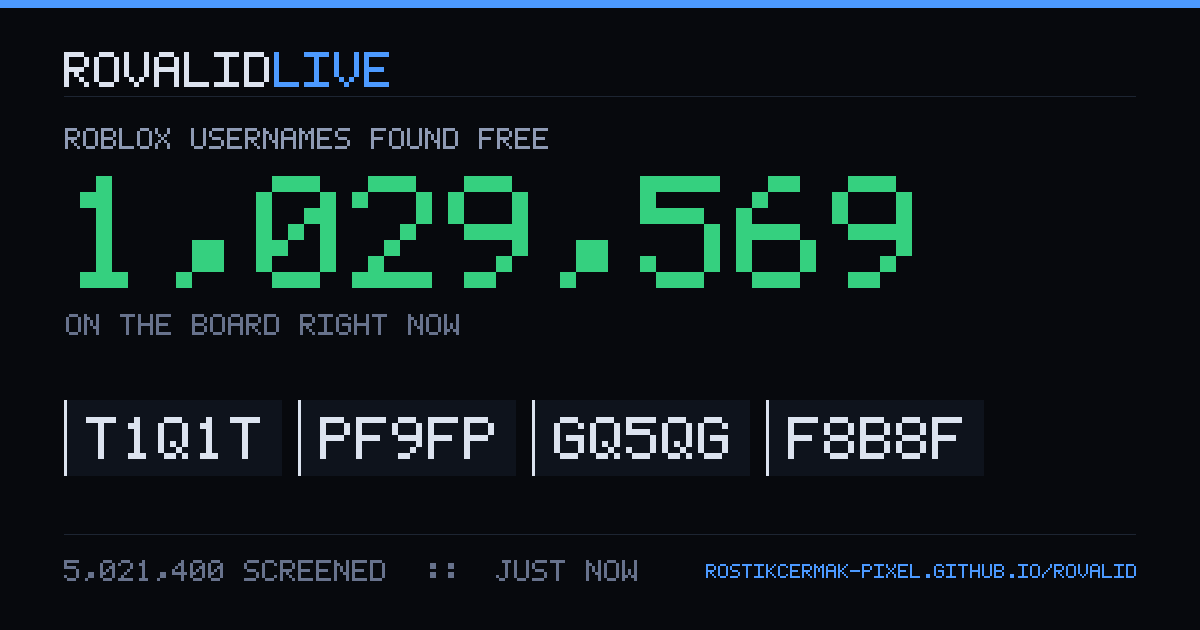 ROVALIDLIVE
ROBLOX USERNAMES FOUND FREE
1,029,569
ON THE BOARD RIGHT NOW
T1Q1T PF9FP GQ5QG F8B8F
5,021,400 SCREENED :: JUST NOW ROSTIKCERMAK-PIXEL.GITHUB.IO/ROVALID